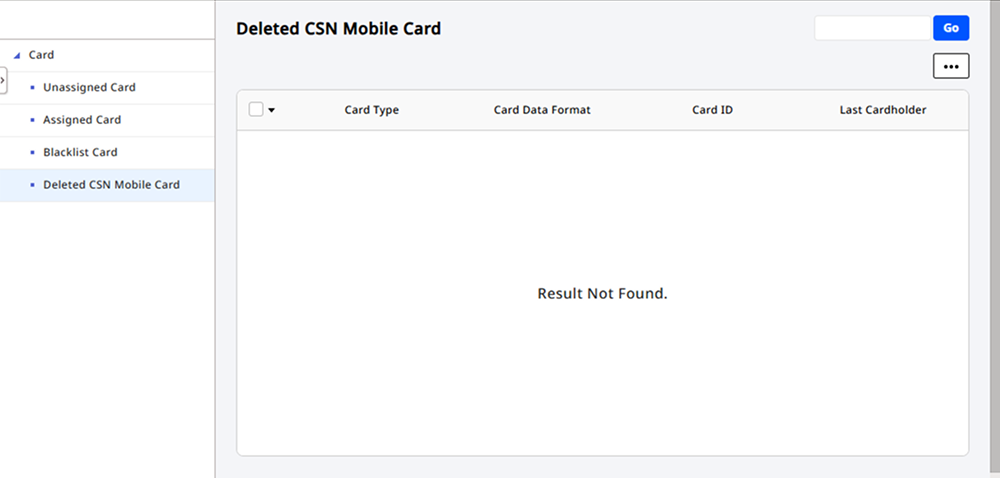 Deleted CSN Mobile Card
Go
Card
Unassigned Card
Assigned Card
Blacklist Card
Deleted CSN Mobile Card
Card Type Card Data Format Card ID Last Cardholder
Result Not Found.